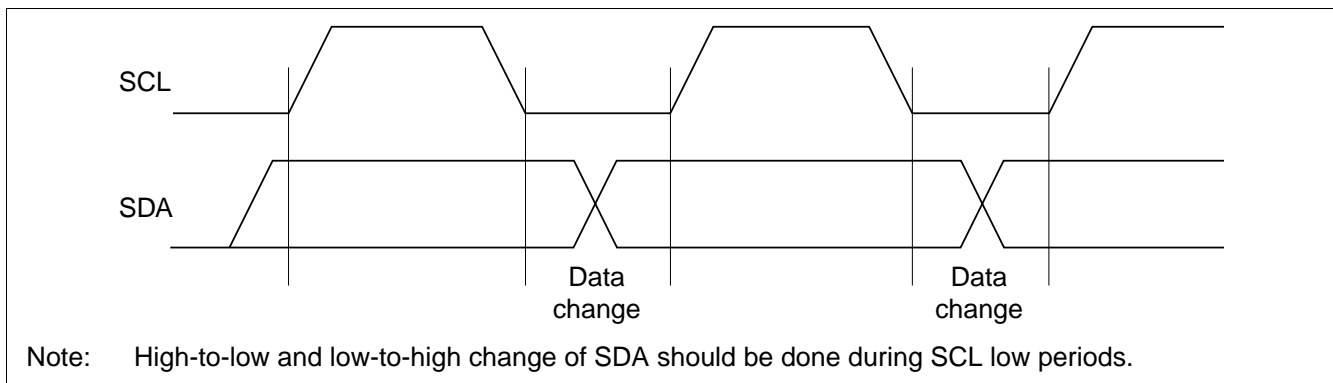 SCL
SDA
Data
change
Data
change
Note: High-to-low and low-to-high change of SDA should be done during SCL low periods.